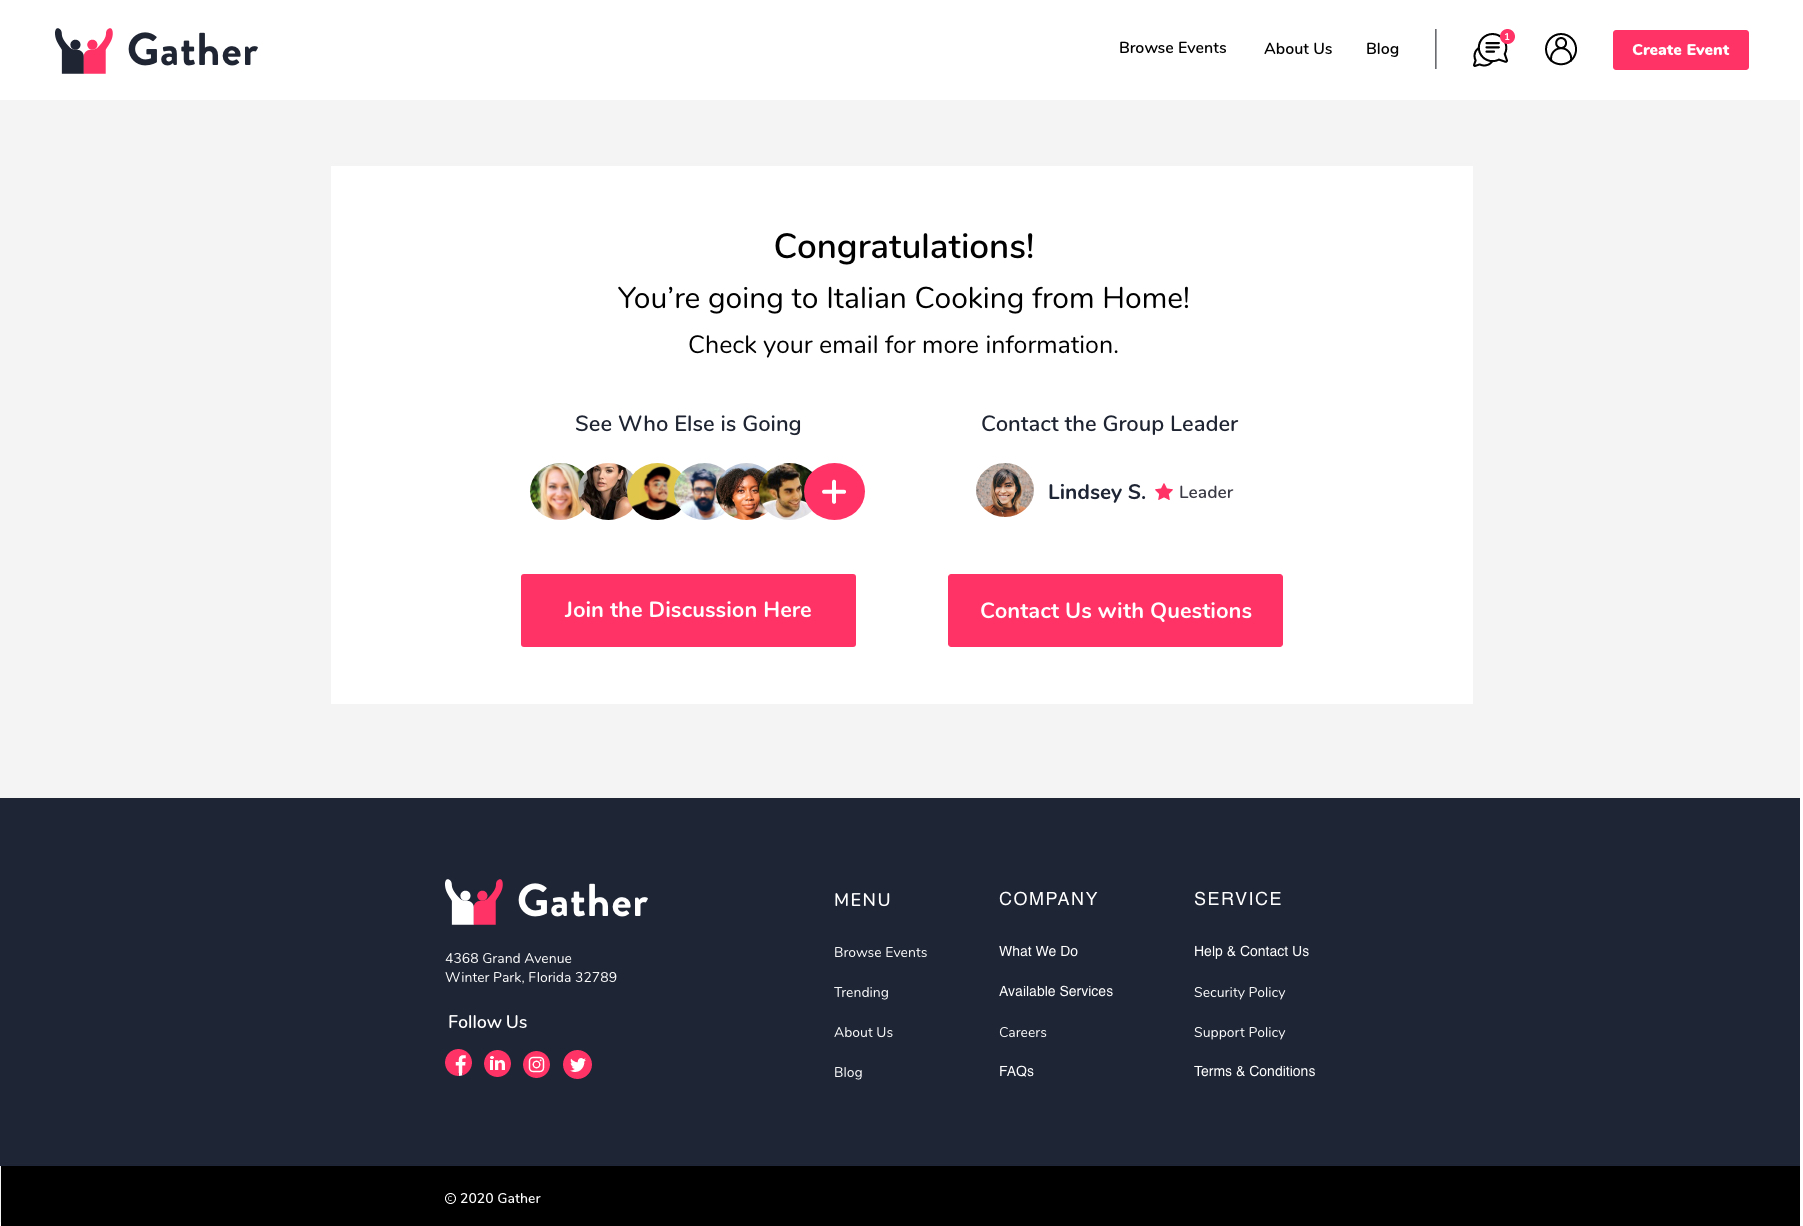 Gather
Browse Events
About Us
Blog
1
Create Event
Congratulations!
You’re going to Italian Cooking from Home!
Check your email for more information.
See Who Else is Going
Contact the Group Leader
Lindsey S.
Leader
Join the Discussion Here
Contact Us with Questions
Gather
4368 Grand Avenue
Winter Park, Florida 32789
Follow Us
in
MENU
Browse Events
Trending
About Us
Blog
COMPANY
What We Do
Available Services
Careers
FAQs
SERVICE
Help & Contact Us
Security Policy
Support Policy
Terms & Conditions
© 2020 Gather